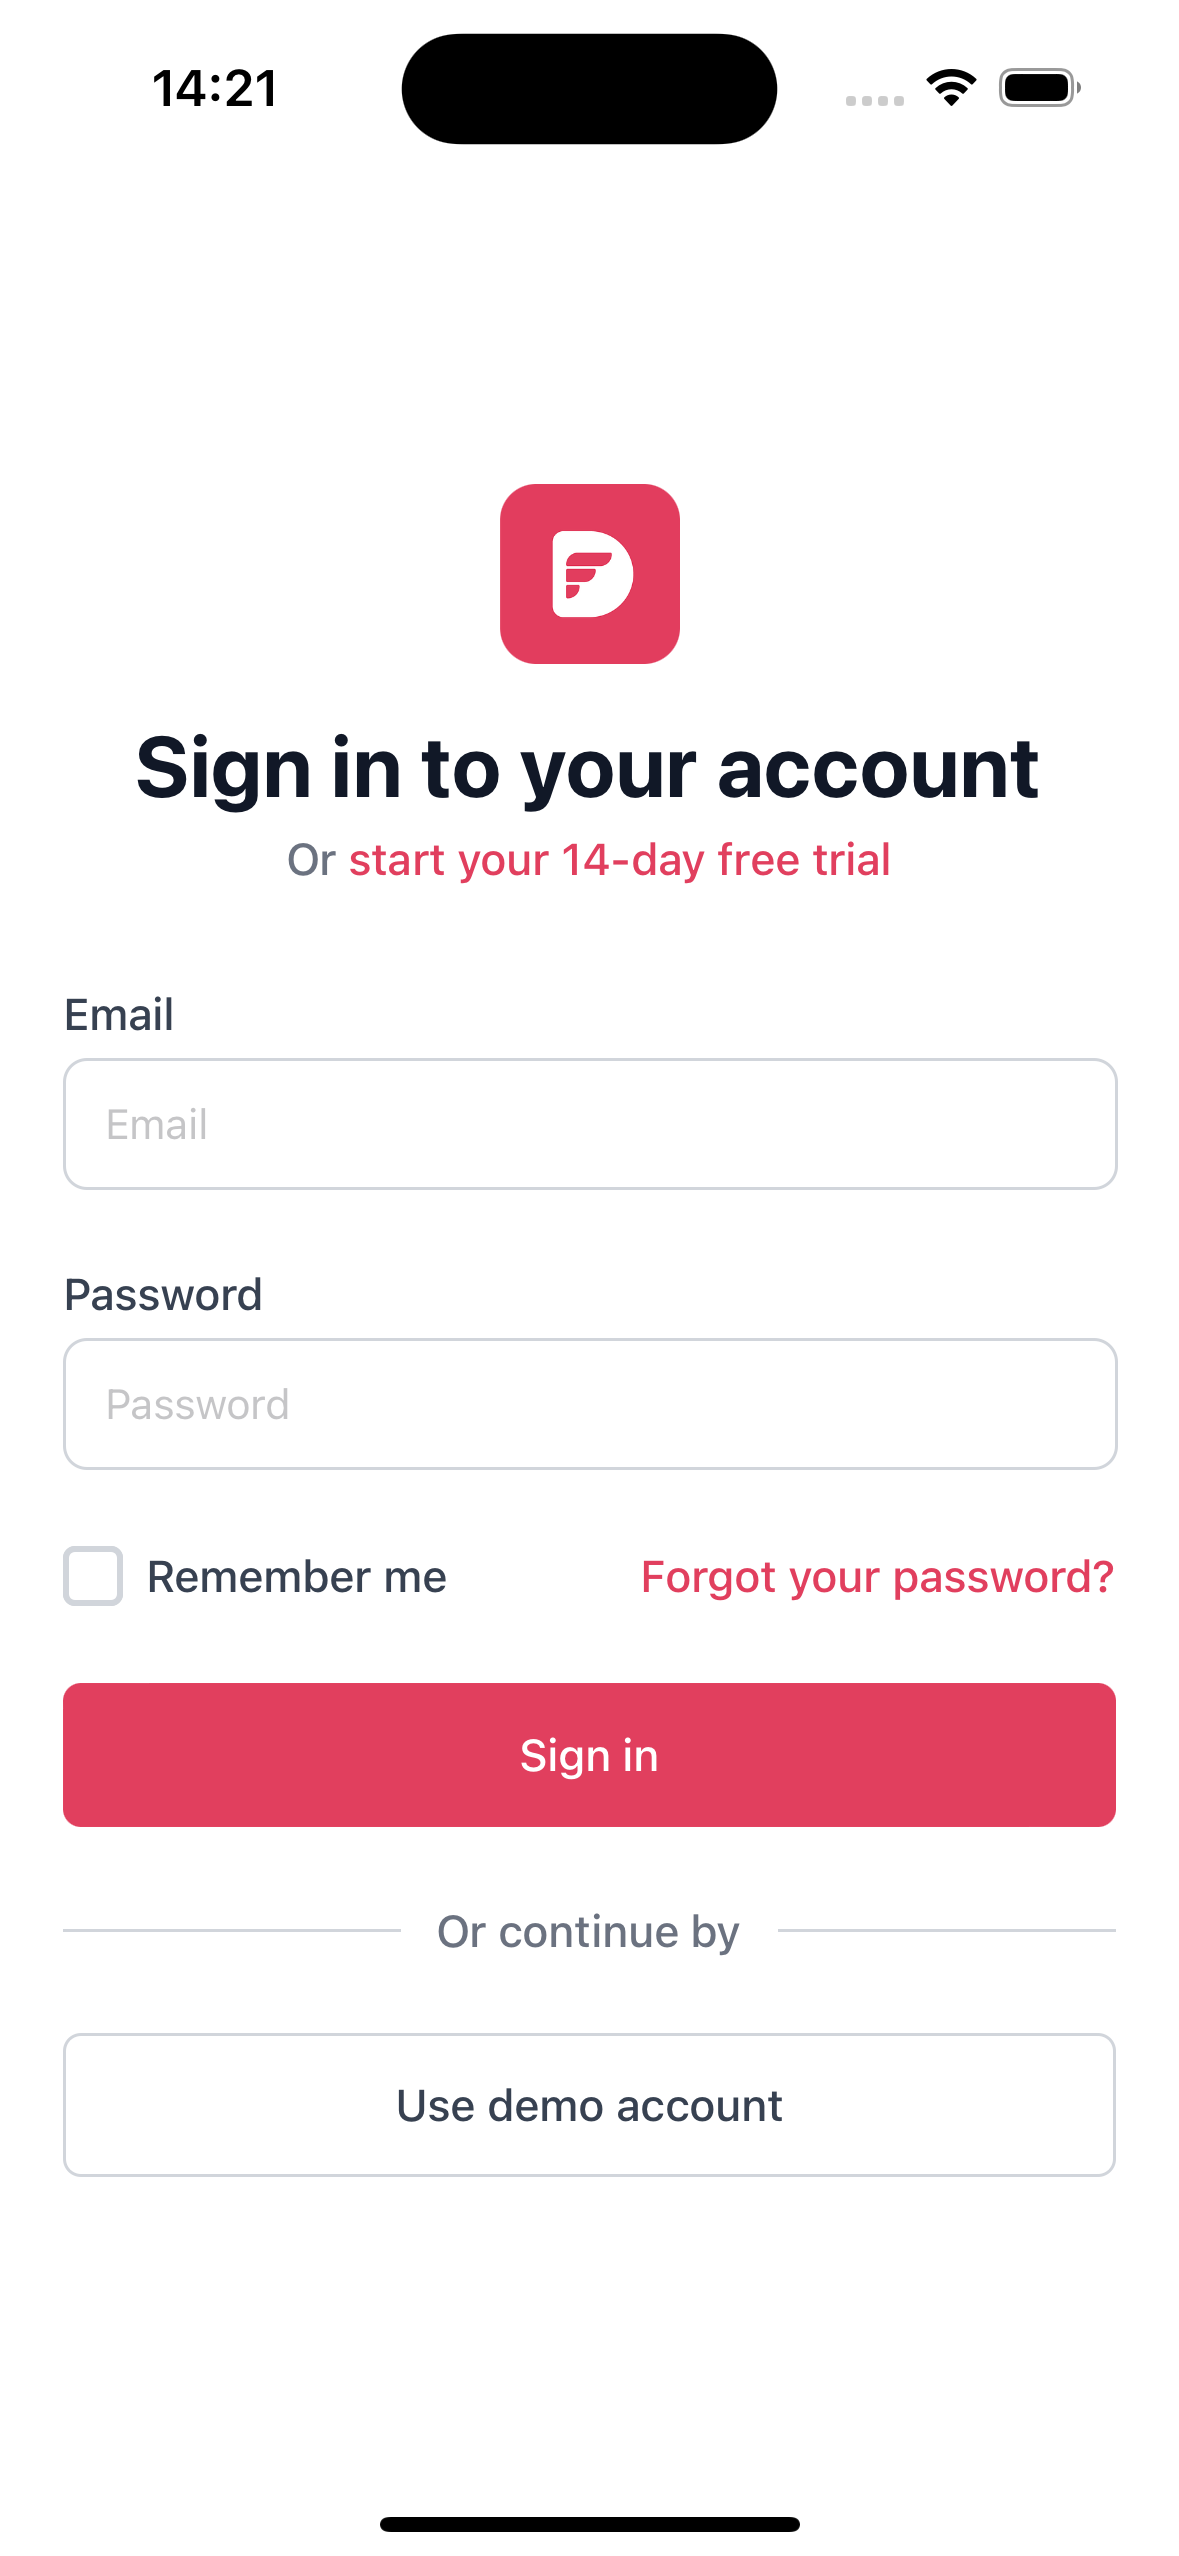 14:21
Sign in to your account
Or start your 14-day free trial
Email
Email
Password
Password
Remember me
Forgot your password?
Sign in
Or continue by
Use demo account